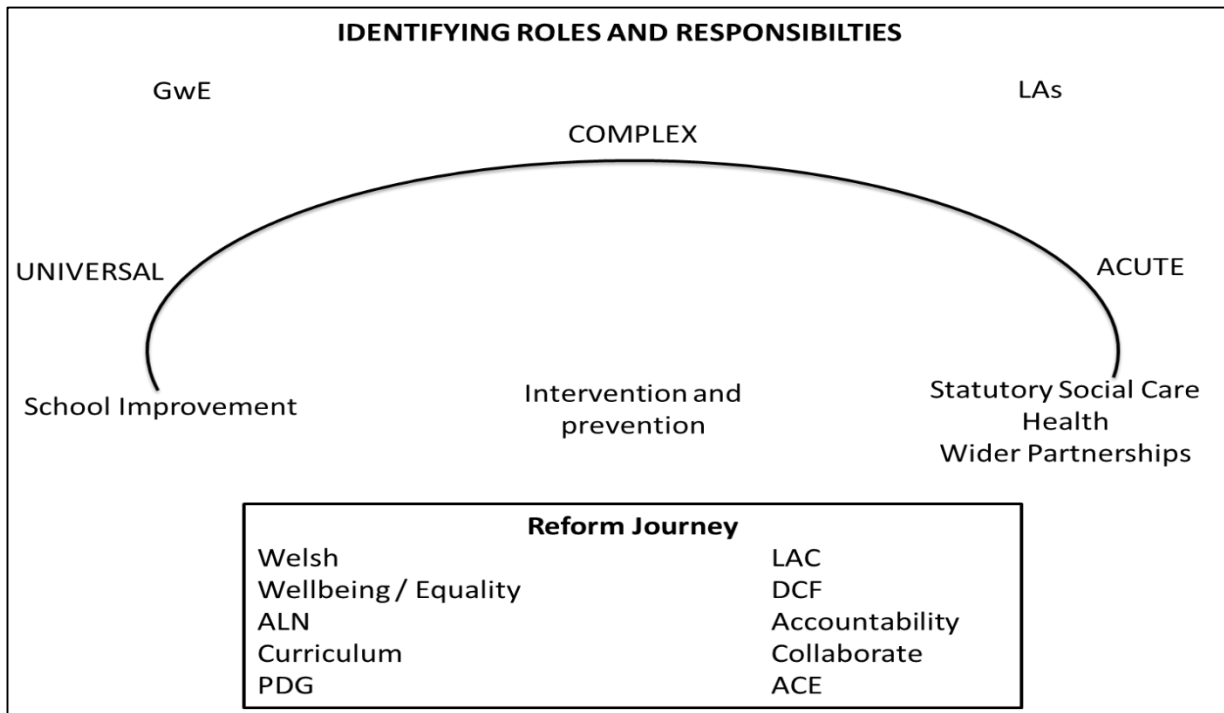 IDENTIFYING ROLES AND RESPONSIBILTIES
GwE
LAs
COMPLEX
UNIVERSAL
ACUTE
School Improvement
Intervention and
prevention
Statutory Social Care
Health
Wider Partnerships
Reform Journey
Welsh
Wellbeing / Equality
ALN
Curriculum
PDG
LAC
DCF
Accountability
Collaborate
ACE